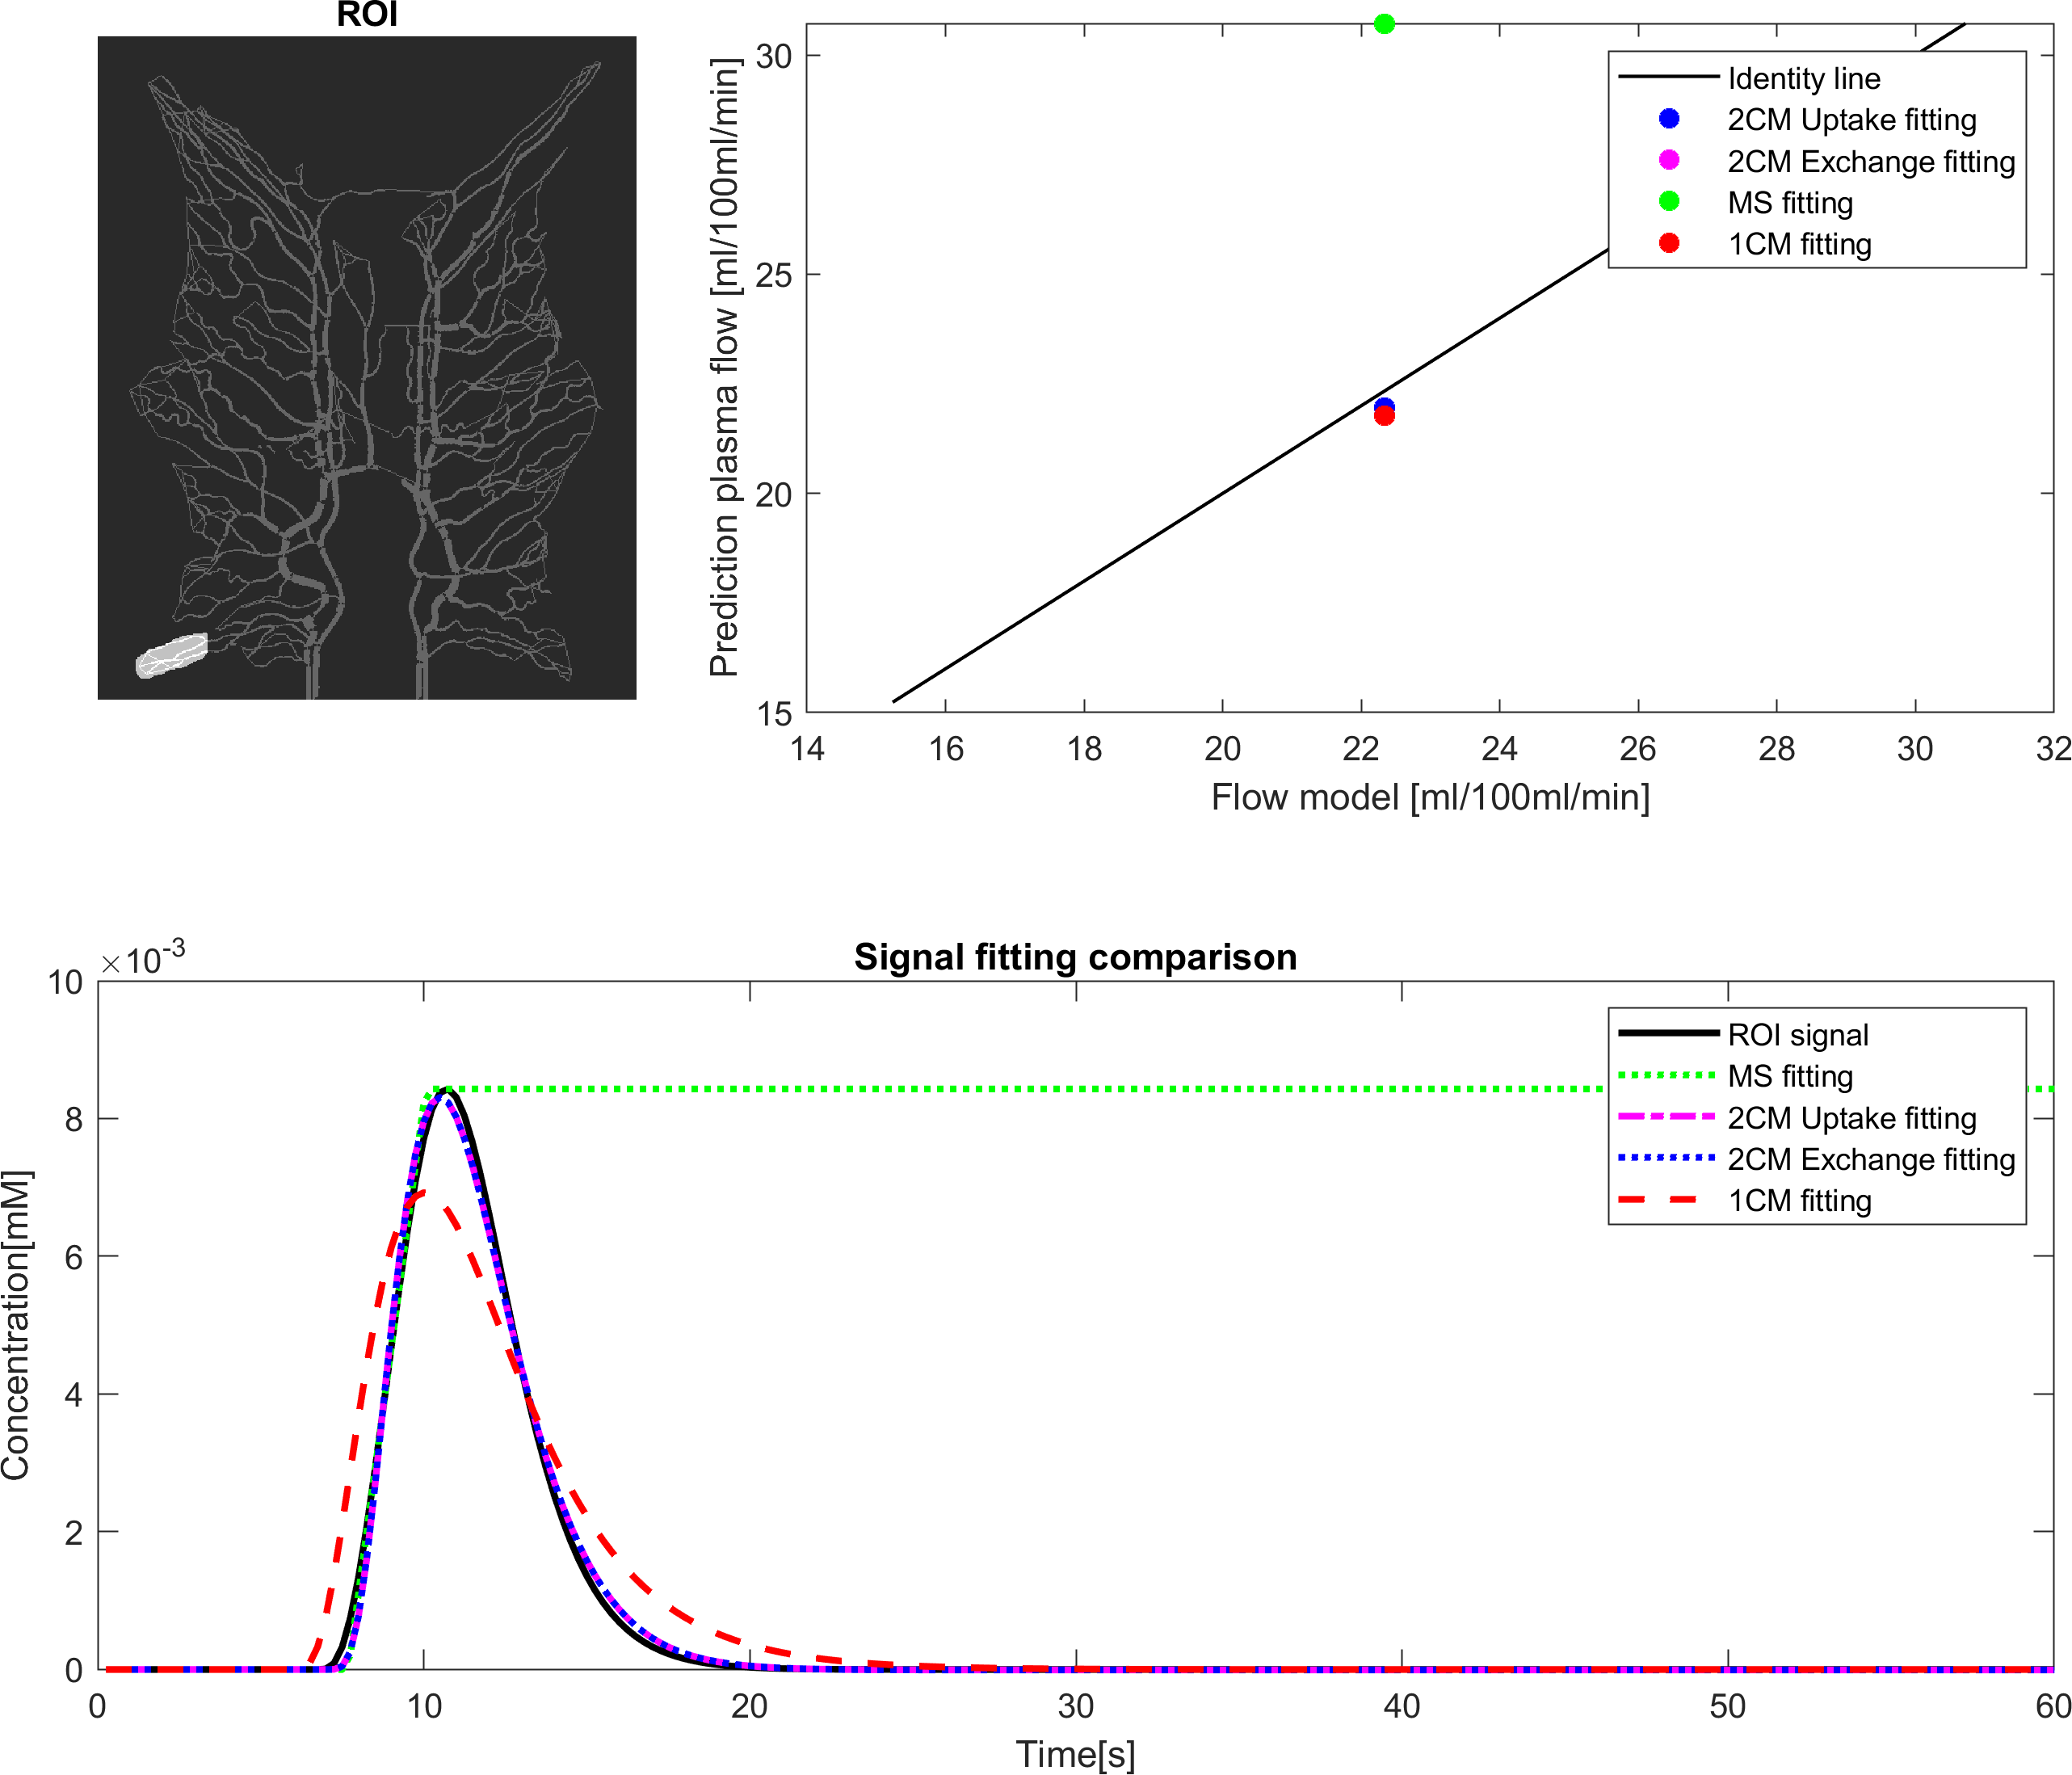 ROI
Prediction plasma flow [ml/100ml/min]
30
25
20
15
14 16 18 20 22 24 26 28 30 32
Flow model [ml/100ml/min]
Identity line
2CM Uptake fitting
2CM Exchange fitting
MS fitting
1CM fitting
Signal fitting comparison
×10-3
Concentration[mM]
10
8
6
4
2
0
0 10 20 30 40 50 60
Time[s]
ROI signal
MS fitting
2CM Uptake fitting
2CM Exchange fitting
1CM fitting